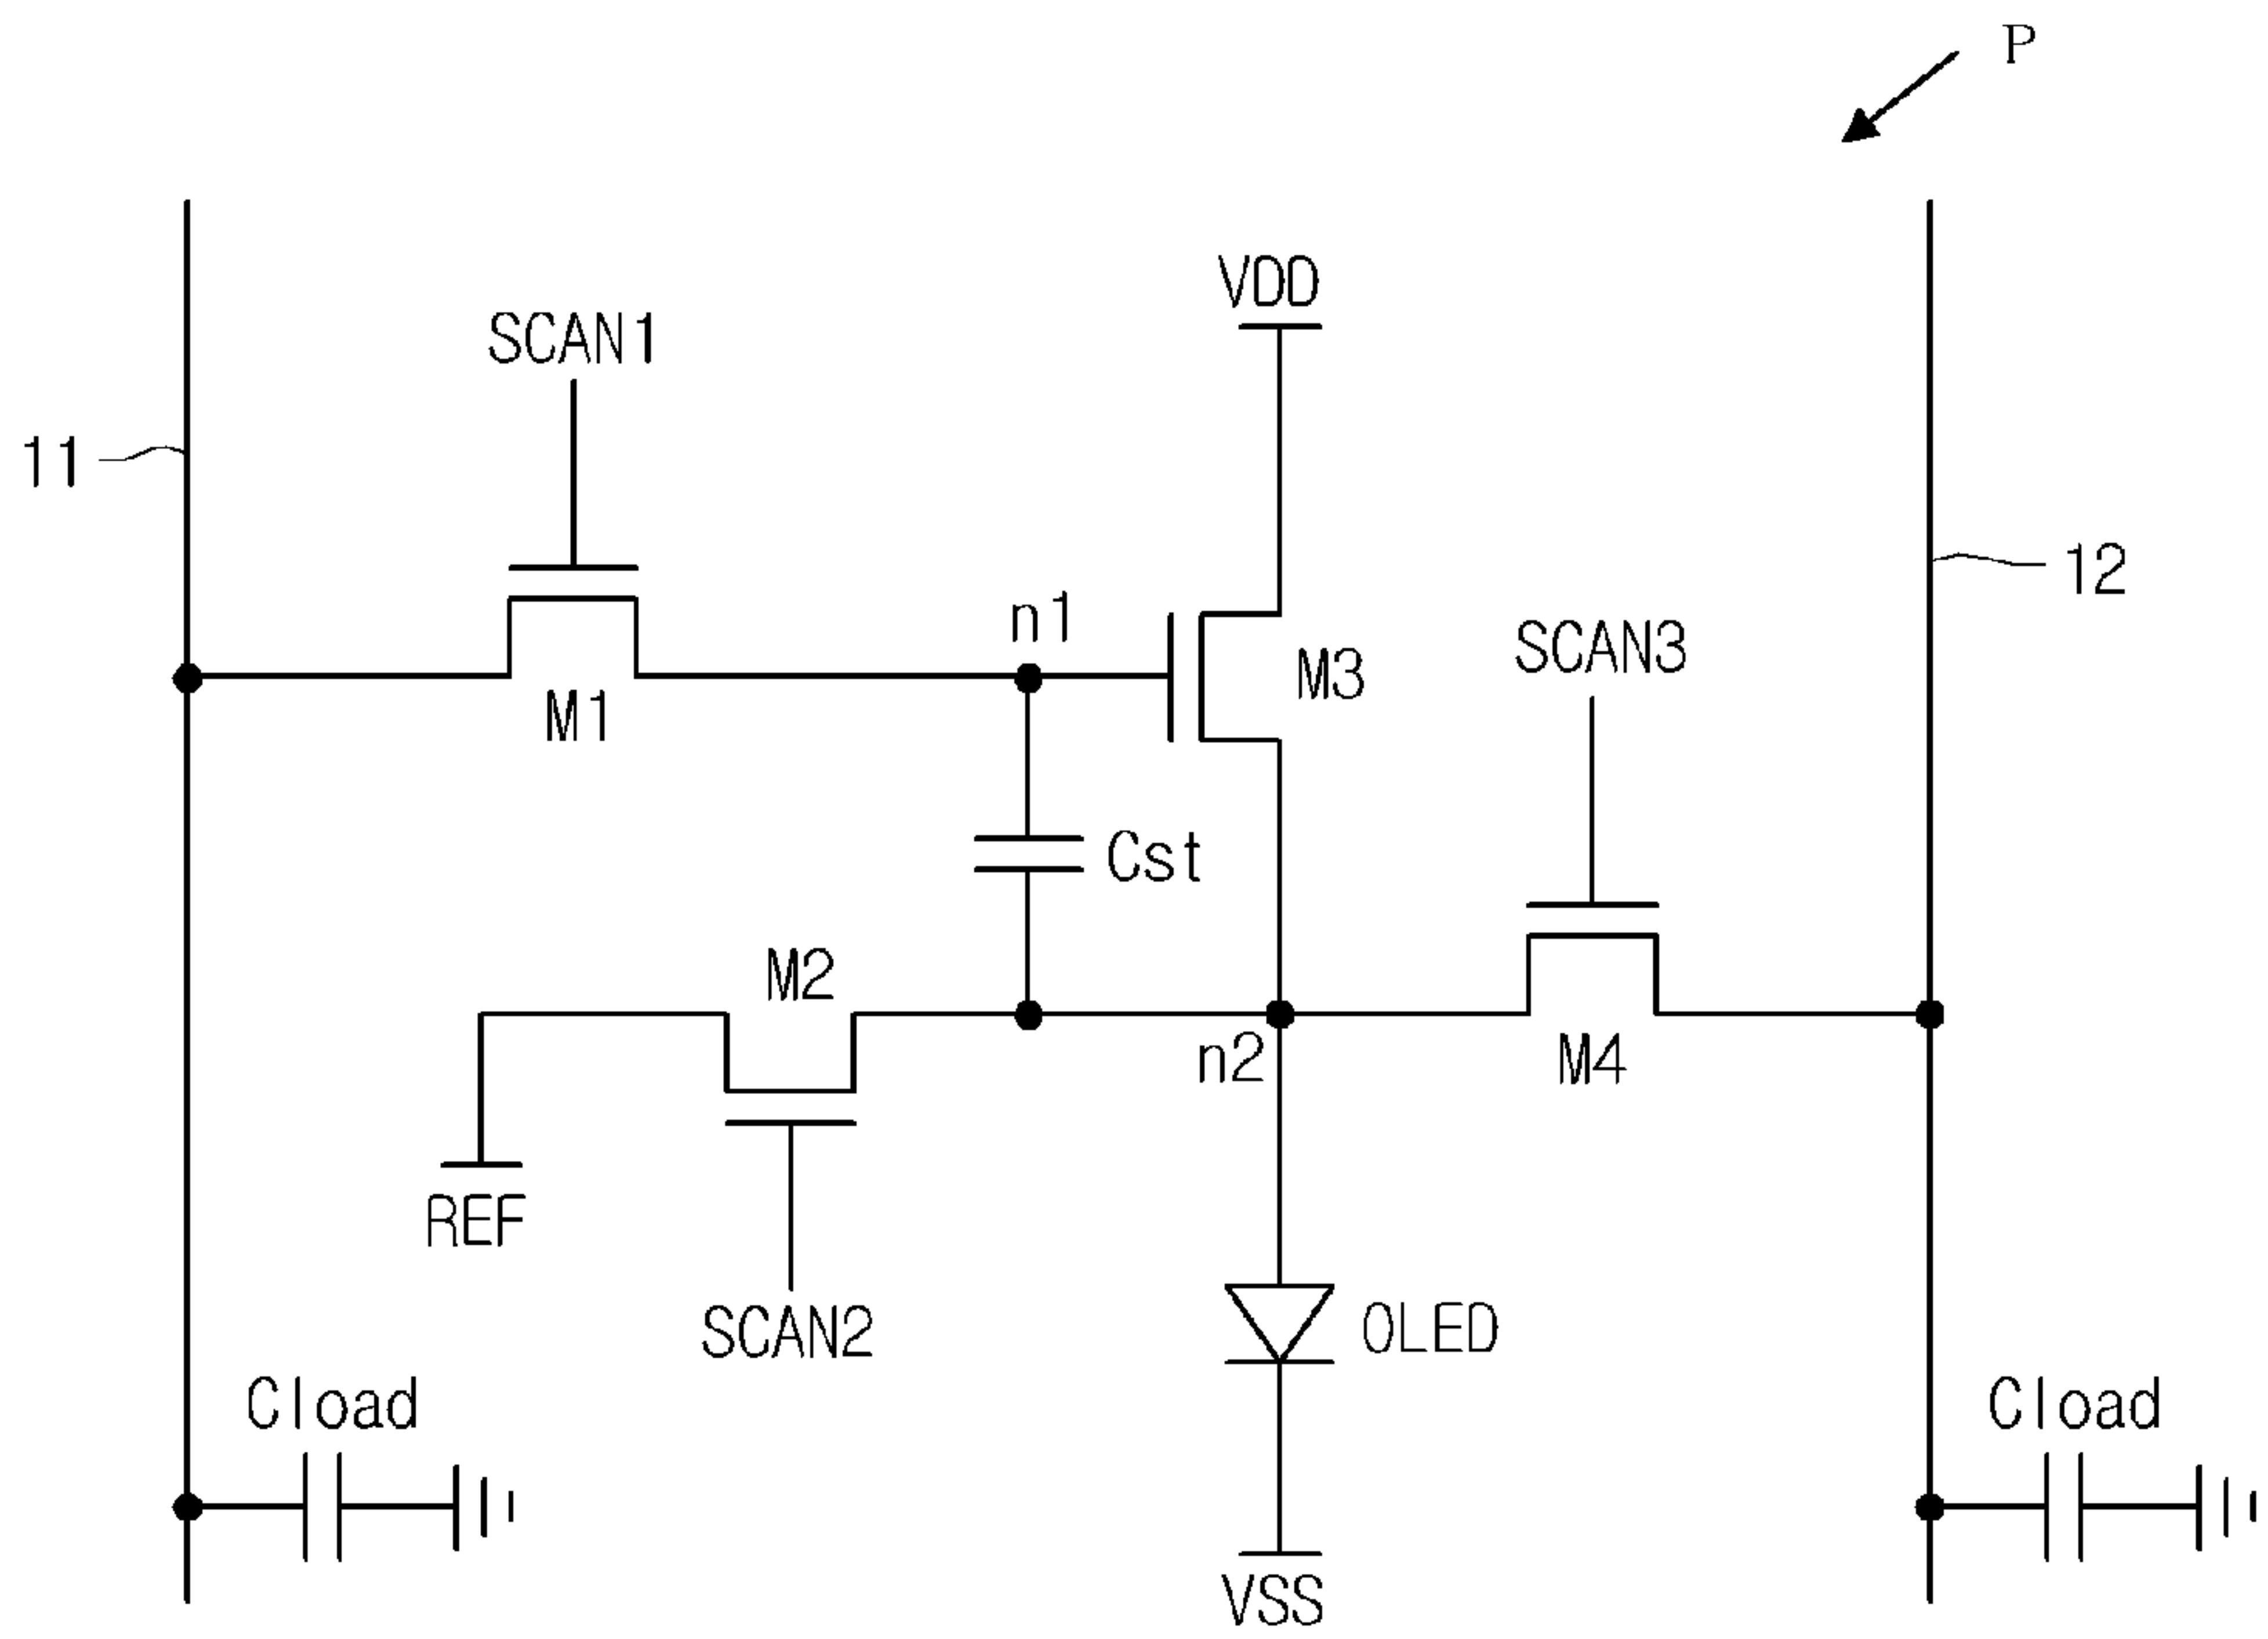 P
VDD
SCAN1
11
12
n1
SCAN3
M3
M1
Cst
M2
n2
M4
REF
SCAN2
OLED
Cload
Cload
VSS